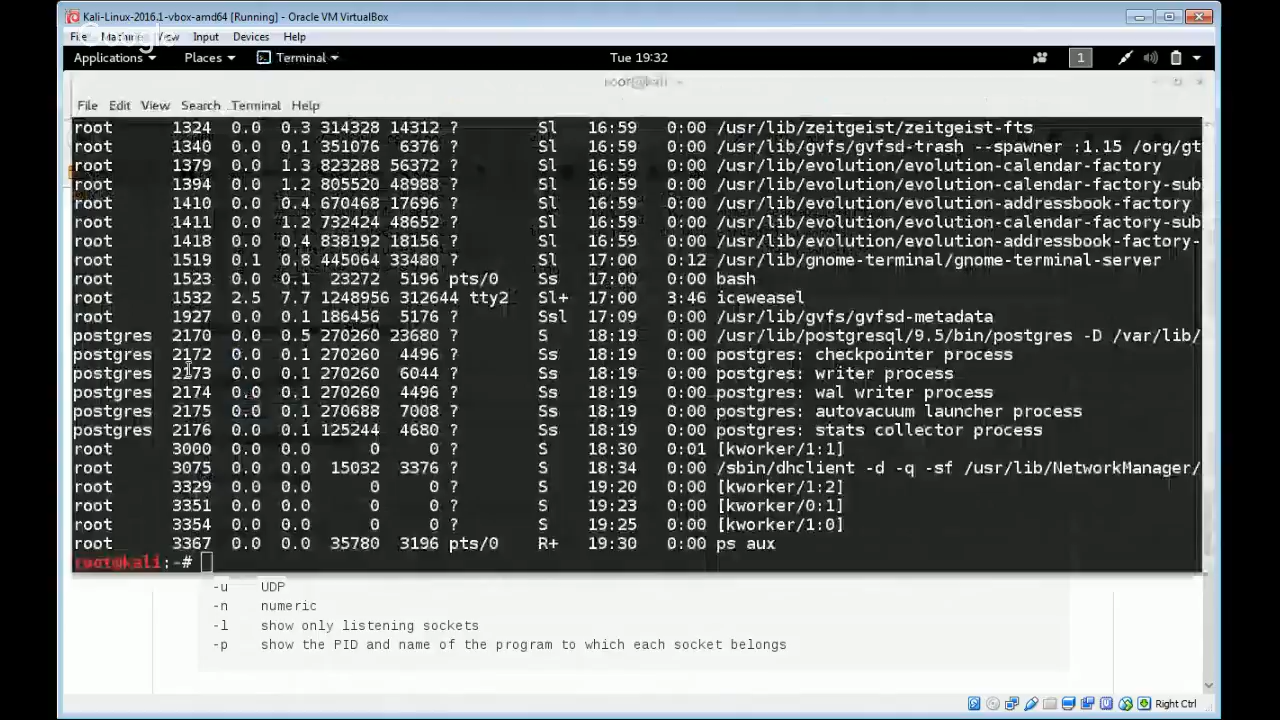 Kali-Linux-2016.1-vbox-amd64 [Running] - Oracle VM VirtualBox
File Machine View Input Devices Help
Google
Applications Places Terminal Tue 19:32 1
root@kali: ~
File Edit View Search Terminal Help
root 1324 0.0 0.3 314328 14312 ? Sl 16:59 0:00 /usr/lib/zeitgeist/zeitgeist-fts
root 1340 0.0 0.1 351076 6376 ? Sl 16:59 0:00 /usr/lib/gvfs/gvfsd-trash --spawner :1.15 /org/gt
root 1379 0.0 1.3 823288 56372 ? Sl 16:59 0:00 /usr/lib/evolution/evolution-calendar-factory
root 1394 0.0 1.2 805520 48988 ? Sl 16:59 0:00 /usr/lib/evolution/evolution-calendar-factory-sub
root 1410 0.0 0.4 670468 17696 ? Sl 16:59 0:00 /usr/lib/evolution/evolution-addressbook-factory
root 1411 0.0 1.2 732424 48552 ? Sl 16:59 0:00 /usr/lib/evolution/evolution-calendar-factory-sub
root 1418 0.0 0.4 838192 18156 ? Sl 16:59 0:00 /usr/lib/evolution/evolution-addressbook-factory-
root 1519 0.1 0.8 445064 33480 ? Sl 17:00 0:12 /usr/lib/gnome-terminal/gnome-terminal-server
root 1523 0.0 0.1 23272 5196 pts/0 Ss 17:00 0:00 bash
root 1532 2.5 7.7 1248956 312644 tty2 Sl+ 17:00 3:46 iceweasel
root 1927 0.0 0.1 186456 5176 ? Ssl 17:09 0:00 /usr/lib/gvfs/gvfsd-metadata
postgres 2170 0.0 0.5 270260 23680 ? S 18:19 0:00 /usr/lib/postgresql/9.5/bin/postgres -D /var/lib/
postgres 2172 0.0 0.1 270260 4496 ? Ss 18:19 0:00 postgres: checkpointer process
postgres 2173 0.0 0.1 270260 6044 ? Ss 18:19 0:00 postgres: writer process
postgres 2174 0.0 0.1 270260 4496 ? Ss 18:19 0:00 postgres: wal writer process
postgres 2175 0.0 0.1 270688 7008 ? Ss 18:19 0:00 postgres: autovacuum launcher process
postgres 2176 0.0 0.1 125244 4680 ? Ss 18:19 0:00 postgres: stats collector process
root 3000 0.0 0.0 0 0 ? S 18:30 0:01 [kworker/1:1]
root 3075 0.0 0.0 15032 3376 ? S 18:34 0:00 /sbin/dhclient -d -q -sf /usr/lib/NetworkManager/
root 3329 0.0 0.0 0 0 ? S 19:20 0:00 [kworker/1:2]
root 3351 0.0 0.0 0 0 ? S 19:23 0:00 [kworker/0:1]
root 3354 0.0 0.0 0 0 ? S 19:25 0:00 [kworker/1:0]
root 3367 0.0 0.0 35780 3196 pts/0 R+ 19:30 0:00 ps aux
root@kali:~#
-u UDP
-n numeric
-l show only listening sockets
-p show the PID and name of the program to which each socket belongs
Right Ctrl